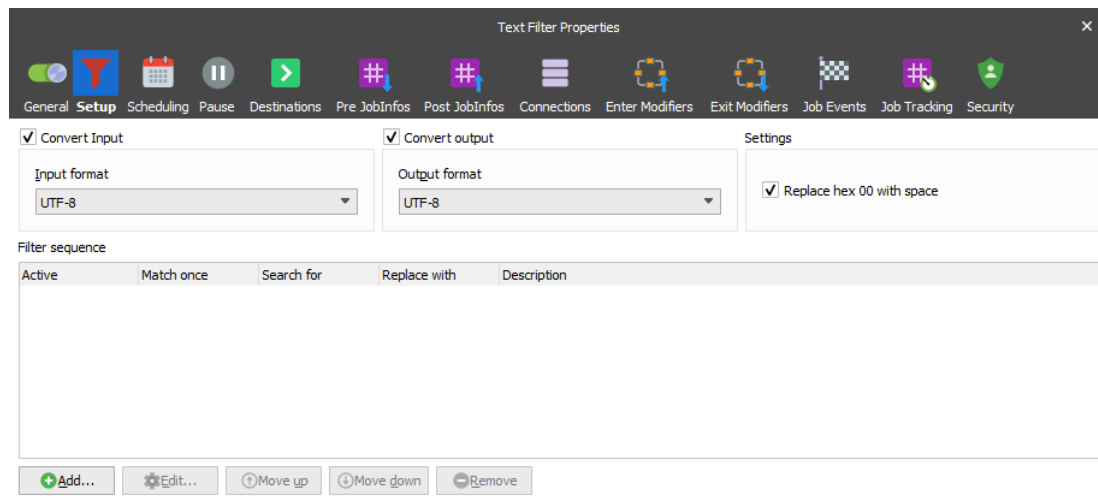 Text Filter Properties
General Setup Scheduling Pause Destinations Pre JobInfos Post JobInfos Connections Enter Modifiers Exit Modifiers Job Events Job Tracking Security
Convert Input
Convert output
Settings
Input format
Output format
UTF-8
UTF-8
Replace hex 00 with space
Filter sequence
Active Match once Search for Replace with Description
Add... Edit... Move up Move down Remove